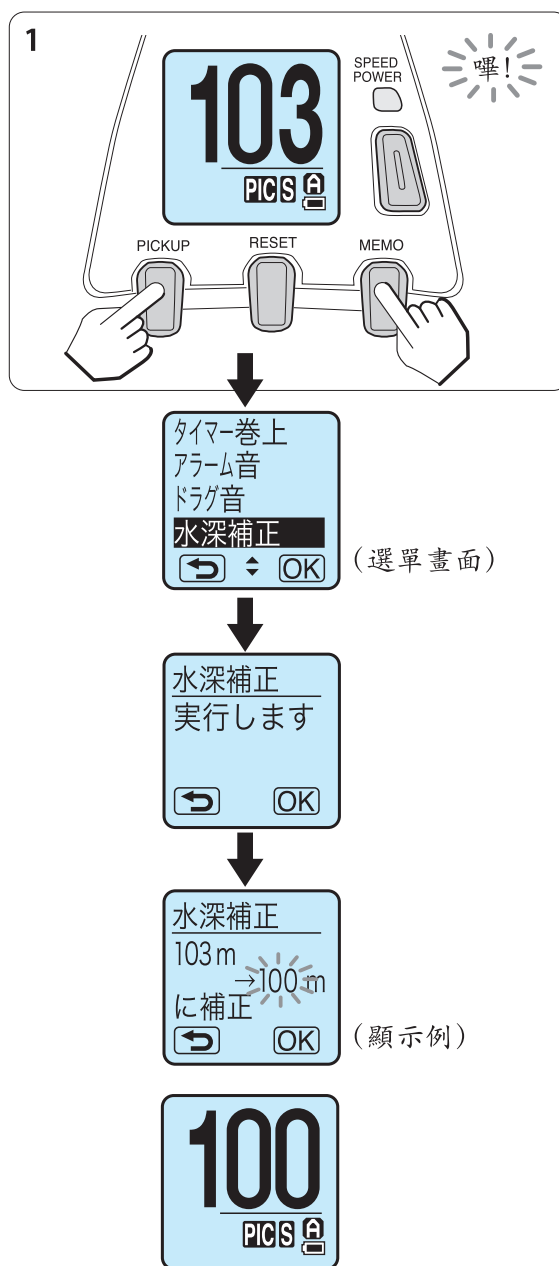 1
103
SPEED
POWER
嗶!
PIC S A
PICKUP RESET MEMO
タイマー巻上
アラーム音
ドラグ音
水深補正
OK
(選單畫面)
水深補正
実行します
OK
水深補正
103m
→100m
に補正
OK
(顯示例)
100
PIC S A